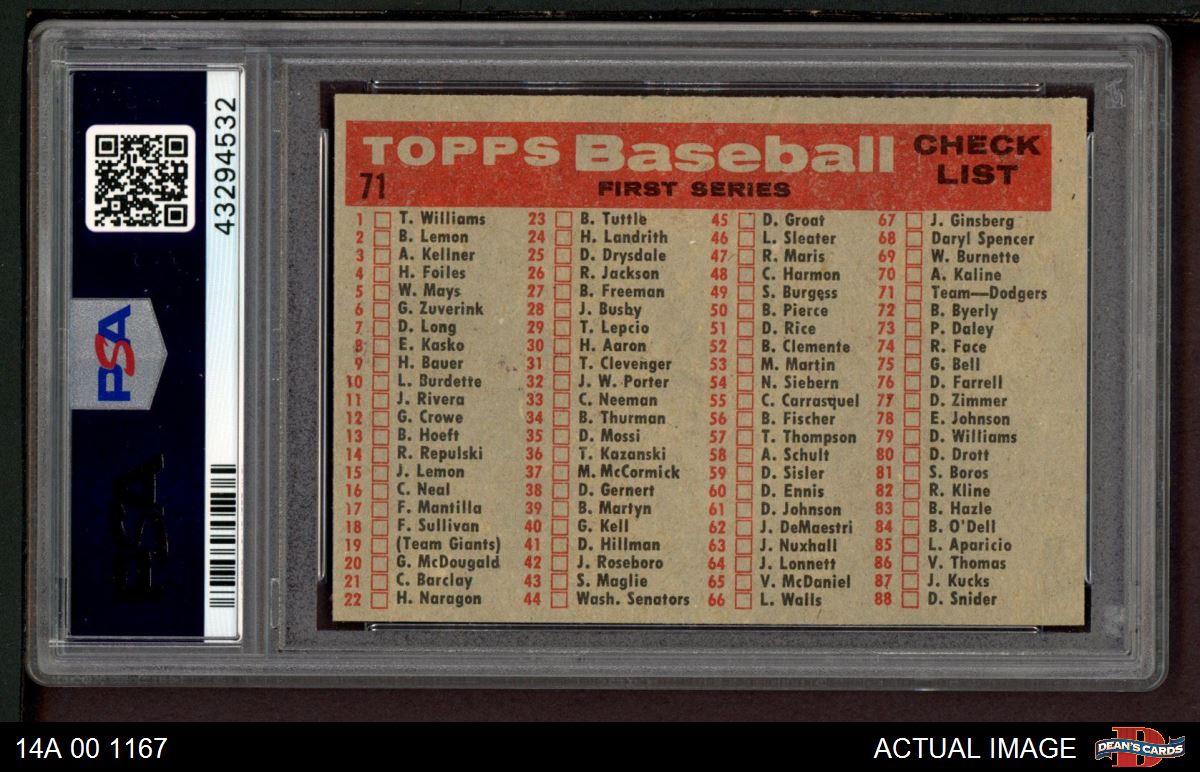 43294532
PSA
PSA
TOPPS Baseball CHECK LIST
71 FIRST SERIES
1 T. Williams
2 B. Lemon
3 A. Kellner
4 H. Foiles
5 W. Mays
6 G. Zuverink
7 D. Long
8 E. Kasko
9 H. Bauer
10 L. Burdette
11 J. Rivera
12 G. Crowe
13 B. Hoeft
14 R. Repulski
15 J. Lemon
16 C. Neal
17 F. Mantilla
18 F. Sullivan
19 (Team Giants)
20 G. McDougald
21 C. Barclay
22 H. Naragon
23 B. Tuttle
24 H. Landrith
25 D. Drysdale
26 R. Jackson
27 B. Freeman
28 J. Busby
29 T. Lepcio
30 H. Aaron
31 T. Clevenger
32 J. W. Porter
33 C. Neeman
34 B. Thurman
35 D. Mossi
36 T. Kazanski
37 M. McCormick
38 D. Gernert
39 B. Martyn
40 G. Kell
41 D. Hillman
42 J. Roseboro
43 S. Maglie
44 Wash. Senators
45 D. Groat
46 L. Sleater
47 R. Maris
48 C. Harmon
49 S. Burgess
50 B. Pierce
51 D. Rice
52 B. Clemente
53 M. Martin
54 N. Siebern
55 C. Carrasquel
56 B. Fischer
57 T. Thompson
58 A. Schult
59 D. Sisler
60 D. Ennis
61 D. Johnson
62 J. DeMaestri
63 J. Nuxhall
64 J. Lonnett
65 V. McDaniel
66 L. Walls
67 J. Ginsberg
68 Daryl Spencer
69 W. Burnette
70 A. Kaline
71 Team—Dodgers
72 B. Byerly
73 P. Daley
74 R. Face
75 G. Bell
76 D. Farrell
77 D. Zimmer
78 E. Johnson
79 D. Williams
80 D. Drott
81 S. Boros
82 R. Kline
83 B. Hazle
84 B. O'Dell
85 L. Aparicio
86 V. Thomas
87 J. Kucks
88 D. Snider
14A 00 1167
ACTUAL IMAGE
D
DEAN'S CARDS